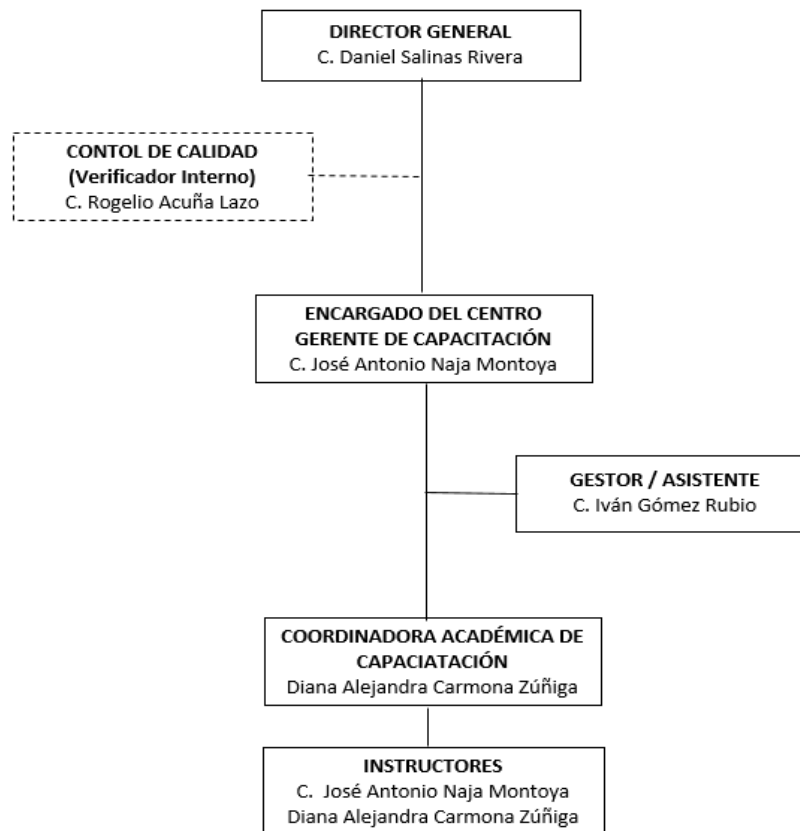 DIRECTOR GENERAL
C. Daniel Salinas Rivera
CONTOL DE CALIDAD
(Verificador Interno)
C. Rogelio Acuña Lazo
ENCARGADO DEL CENTRO
GERENTE DE CAPACITACIÓN
C. José Antonio Naja Montoya
GESTOR / ASISTENTE
C. Iván Gómez Rubio
COORDINADORA ACADÉMICA DE
CAPACIATACIÓN
Diana Alejandra Carmona Zúñiga
INSTRUCTORES
C. José Antonio Naja Montoya
Diana Alejandra Carmona Zúñiga